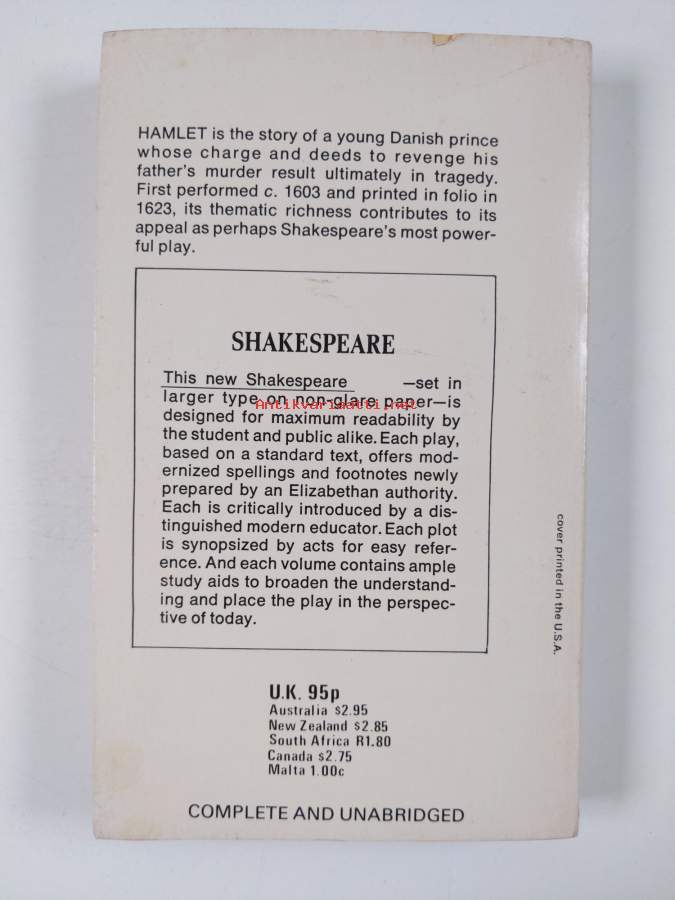 HAMLET is the story of a young Danish prince
whose charge and deeds to revenge his
father's murder result ultimately in tragedy.
First performed c. 1603 and printed in folio in
1623, its thematic richness contributes to its
appeal as perhaps Shakespeare's most power-
ful play.
SHAKESPEARE
This new Shakespeare —set in
larger type on non-glare paper—is
Antikvariaatti.net
designed for maximum readability by
the student and public alike. Each play,
based on a standard text, offers mod-
ernized spellings and footnotes newly
prepared by an Elizabethan authority.
Each is critically introduced by a dis-
tinguished modern educator. Each plot
is synopsized by acts for easy refer-
ence. And each volume contains ample
study aids to broaden the understand-
ing and place the play in the perspec-
tive of today.
cover printed in the U.S.A.
U.K. 95p
Australia $2.95
New Zealand $2.85
South Africa R1.80
Canada $2.75
Malta 1.00c
COMPLETE AND UNABRIDGED